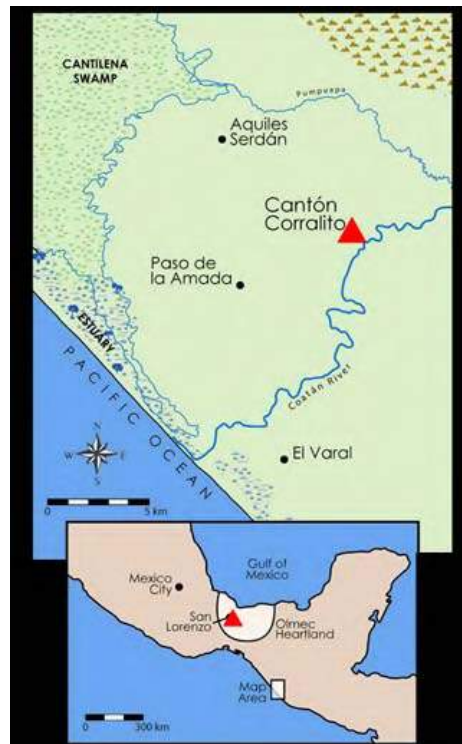 CANTILENA
SWAMP
Pumpuapa
Aquiles
Serdán
Cantón
Corralito
Paso de
la Amada
ESTUARY
PACIFIC OCEAN
Coatán River
N
W E
S
El Varal
0 5 km
Gulf of
Mexico
Mexico
City
San
Lorenzo
Olmec
Heartland
Map
Area
0 300 km